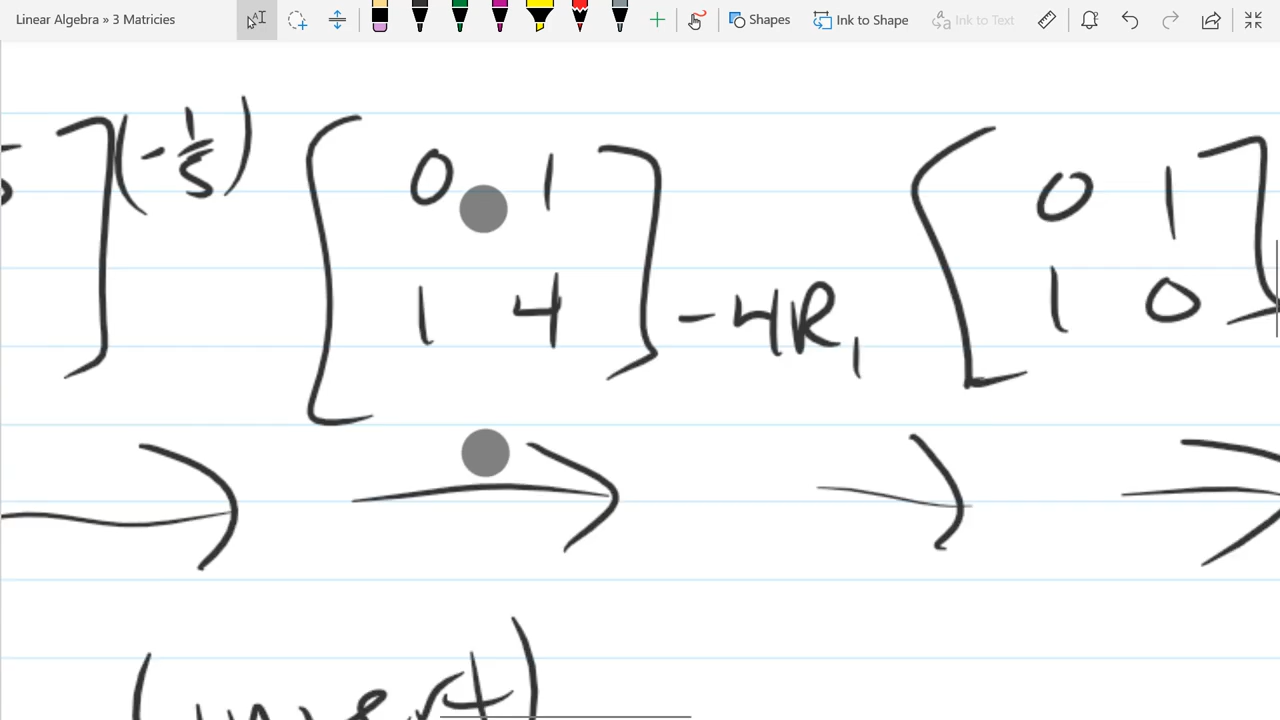 Linear Algebra » 3 Matricies
Shapes
Ink to Shape
Ink to Text
] (-1/5) [ 0 1 ] [ 0 1 ]
[ 1 4 ] -4R₁ [ 1 0 ]
(invert)